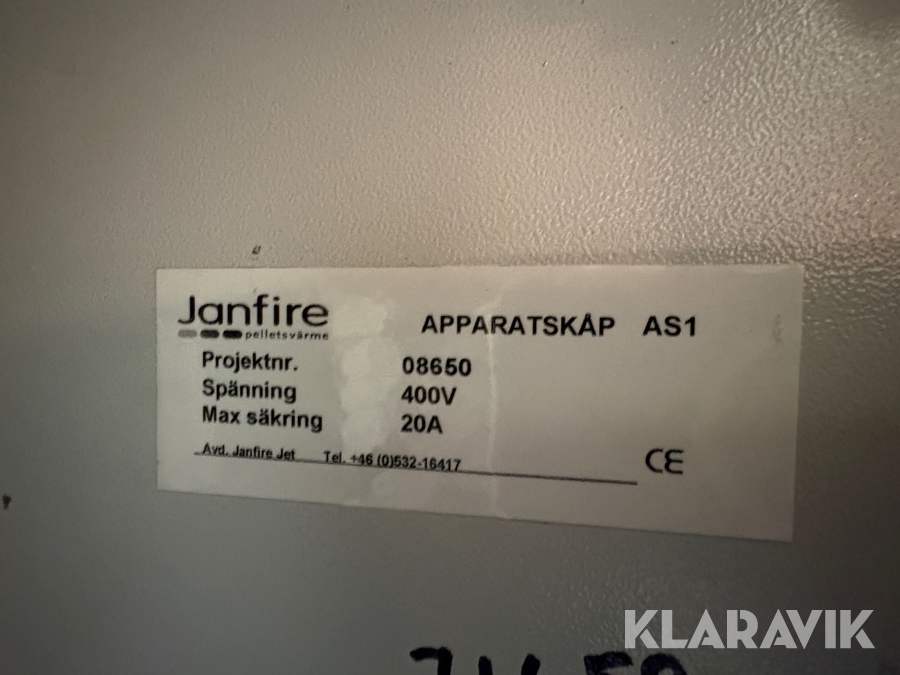 Janfire
pelletsvärme
APPARATSKÅP AS1
Projektnr. 08650
Spänning 400V
Max säkring 20A
Avd. Janfire Jet Tel. +46 (0)532-16417
CE
KLARAVIK